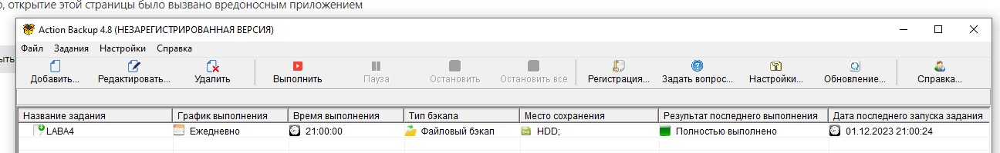 о, открытие этой страницы было вызвано вредоносным приложением
Action Backup 4.8 (НЕЗАРЕГИСТРИРОВАННАЯ ВЕРСИЯ)
Файл Задания Настройки Справка
ыть
Добавить... Редактировать... Удалить Выполнить Пауза Остановить Остановить все Регистрация... Задать вопрос... Настройки... Обновление... Справка...
Название задания График выполнения Время выполнения Тип бэкапа Место сохранения Результат последнего выполнения Дата последнего запуска задания
LABA4 Ежедневно 21:00:00 Файловый бэкап HDD; Полностью выполнено 01.12.2023 21:00:24